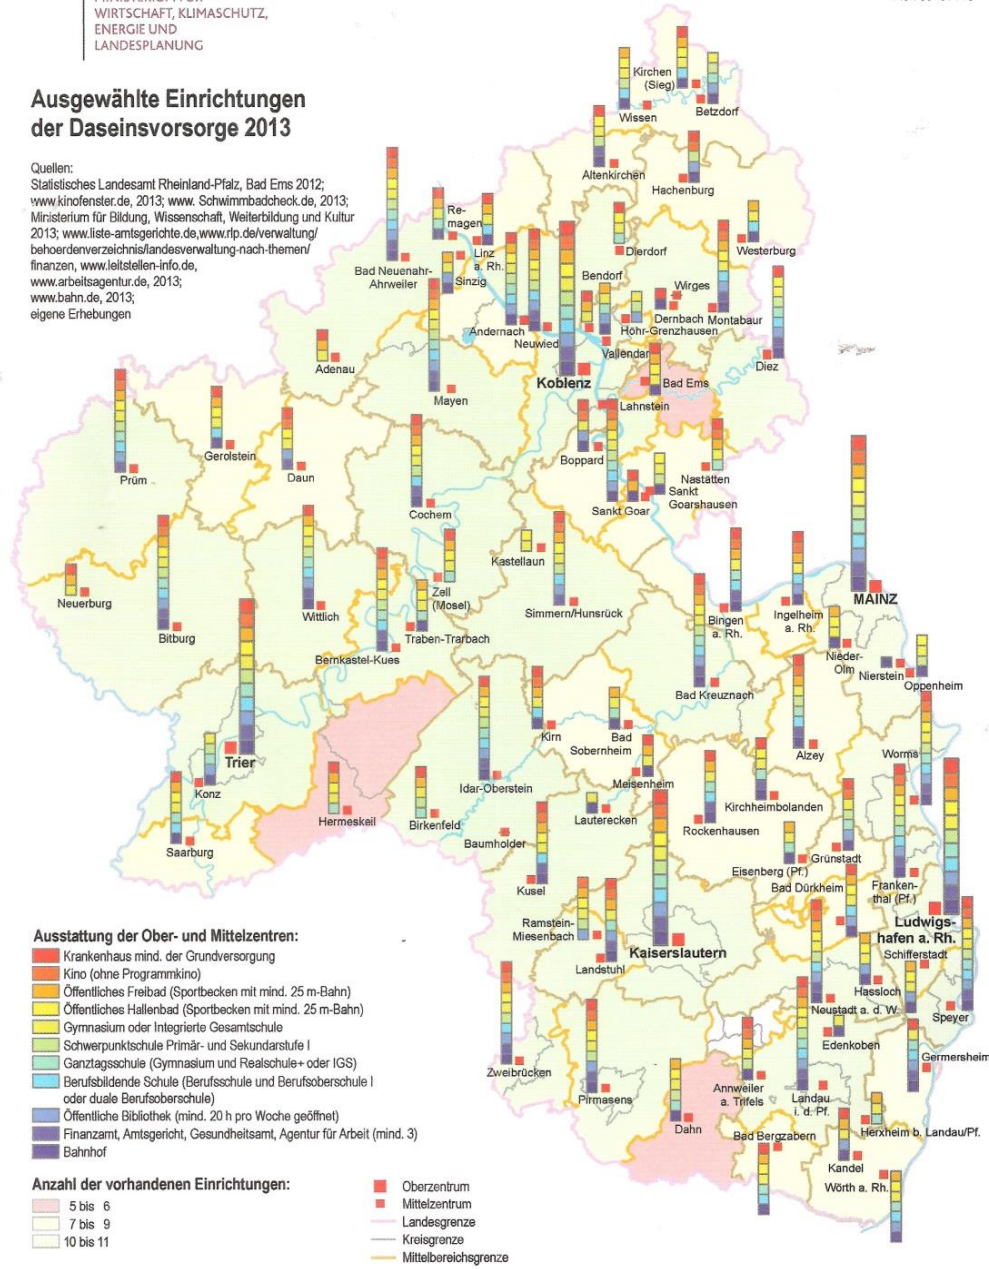 WIRTSCHAFT, KLIMASCHUTZ,
ENERGIE UND
LANDESPLANUNG
Ausgewählte Einrichtungen
der Daseinsvorsorge 2013
Quellen:
Statistisches Landesamt Rheinland-Pfalz, Bad Ems 2012;
www.kinofenster.de, 2013; www. Schwimmbadcheck.de, 2013;
Ministerium für Bildung, Wissenschaft, Weiterbildung und Kultur
2013; www.liste-amtsgerichte.de,www.rlp.de/verwaltung/
behoerdenverzeichnis/landesverwaltung-nach-themen/
finanzen, www.leitstellen-info.de,
www.arbeitsagentur.de, 2013;
www.bahn.de, 2013;
eigene Erhebungen
Kirchen
(Sieg)
Wissen
Betzdorf
Altenkirchen
Hachenburg
Re-
magen
Linz
a. Rh.
Bad Neuenahr-
Ahrweiler
Sinzig
Dierdorf
Westerburg
Bendorf
Wirges
Dernbach
Montabaur
Höhr-Grenzhausen
Andernach
Neuwied
Vallendar
Diez
Adenau
Mayen
Koblenz
Bad Ems
Lahnstein
Boppard
Nastätten
Sankt Goar
Sankt
Goarshausen
Prüm
Gerolstein
Daun
Cochem
Kastellaun
Zell
(Mosel)
Simmern/Hunsrück
Neuerburg
Bitburg
Wittlich
Traben-Trarbach
Bernkastel-Kues
MAINZ
Bingen
a. Rh.
Ingelheim
a. Rh.
Nieder-
Olm
Nierstein
Oppenheim
Bad Kreuznach
Kirn
Bad
Sobernheim
Alzey
Worms
Trier
Konz
Idar-Oberstein
Meisenheim
Hermeskeil
Birkenfeld
Lauterecken
Kirchheimbolanden
Rockenhausen
Saarburg
Baumholder
Kusel
Eisenberg (Pf.)
Grünstadt
Bad Dürkheim
Franken-
thal (Pf.)
Ramstein-
Miesenbach
Landstuhl
Kaiserslautern
Ludwigs-
hafen a. Rh.
Schifferstadt
Hassloch
Neustadt a. d. W.
Speyer
Edenkoben
Germersheim
Zweibrücken
Pirmasens
Annweiler
a. Trifels
Landau
i. d. Pf.
Dahn
Bad Bergzabern
Herxheim b. Landau/Pf.
Kandel
Wörth a. Rh.
Ausstattung der Ober- und Mittelzentren:
Krankenhaus mind. der Grundversorgung
Kino (ohne Programmkino)
Öffentliches Freibad (Sportbecken mit mind. 25 m-Bahn)
Öffentliches Hallenbad (Sportbecken mit mind. 25 m-Bahn)
Gymnasium oder Integrierte Gesamtschule
Schwerpunktschule Primär- und Sekundarstufe I
Ganztagsschule (Gymnasium und Realschule+ oder IGS)
Berufsbildende Schule (Berufsschule und Berufsoberschule I
oder duale Berufsoberschule)
Öffentliche Bibliothek (mind. 20 h pro Woche geöffnet)
Finanzamt, Amtsgericht, Gesundheitsamt, Agentur für Arbeit (mind. 3)
Bahnhof
Anzahl der vorhandenen Einrichtungen:
5 bis 6
7 bis 9
10 bis 11
Oberzentrum
Mittelzentrum
Landesgrenze
Kreisgrenze
Mittelbereichsgrenze